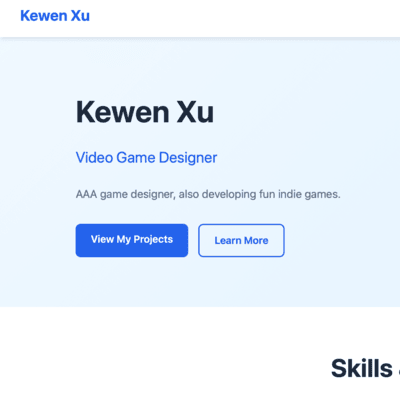 Kewen Xu
Kewen Xu
Video Game Designer
AAA game designer, also developing fun indie games.
View My Projects
Learn More
Skills